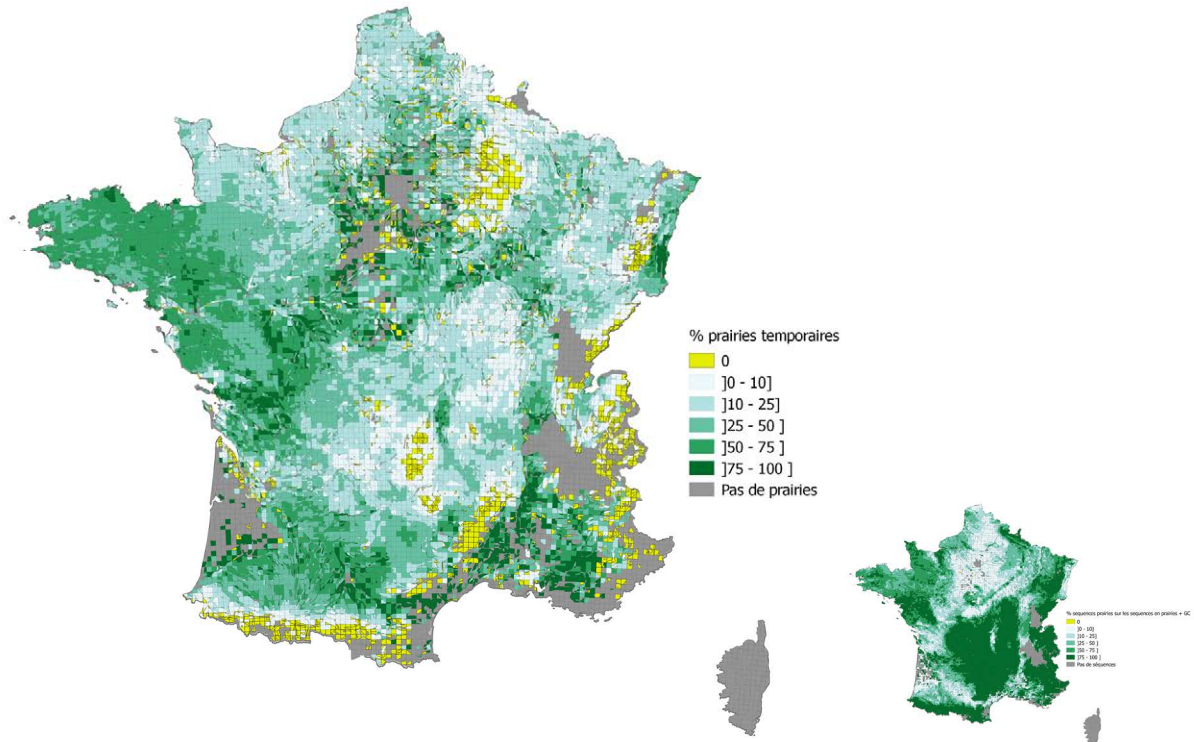 % prairies temporaires
0
]0 - 10]
]10 - 25]
]25 - 50 ]
]50 - 75 ]
]75 - 100 ]
Pas de prairies
% sequences prairies sur les sequences en prairies + GC
0
]0 - 10]
]10 - 25]
]25 - 50 ]
]50 - 75 ]
]75 - 100 ]
Pas de séquences